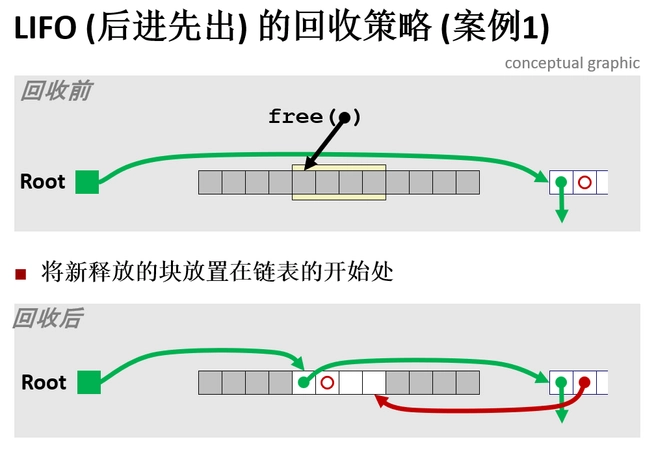 LIFO (后进先出) 的回收策略 (案例1)
conceptual graphic
回收前
free( )
Root
将新释放的块放置在链表的开始处
回收后
Root